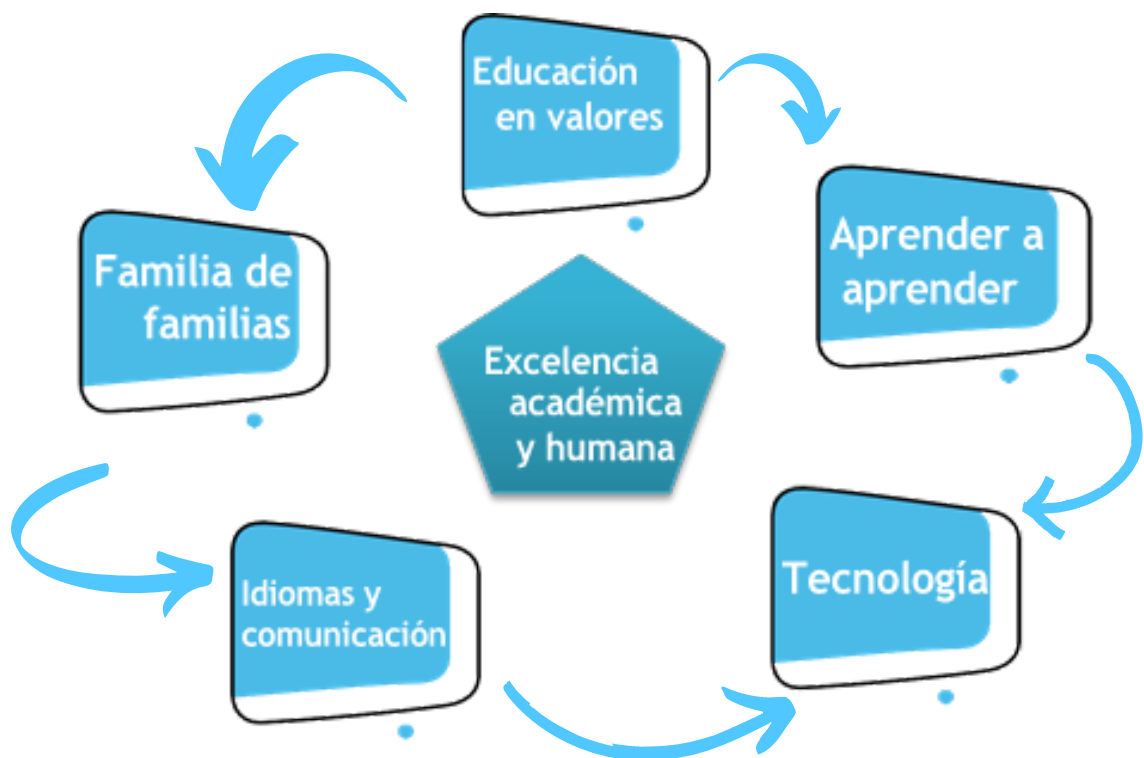 Educación
en valores
Aprender a
aprender
Familia de
familias
Excelencia
académica
y humana
Idiomas y
comunicación
Tecnología